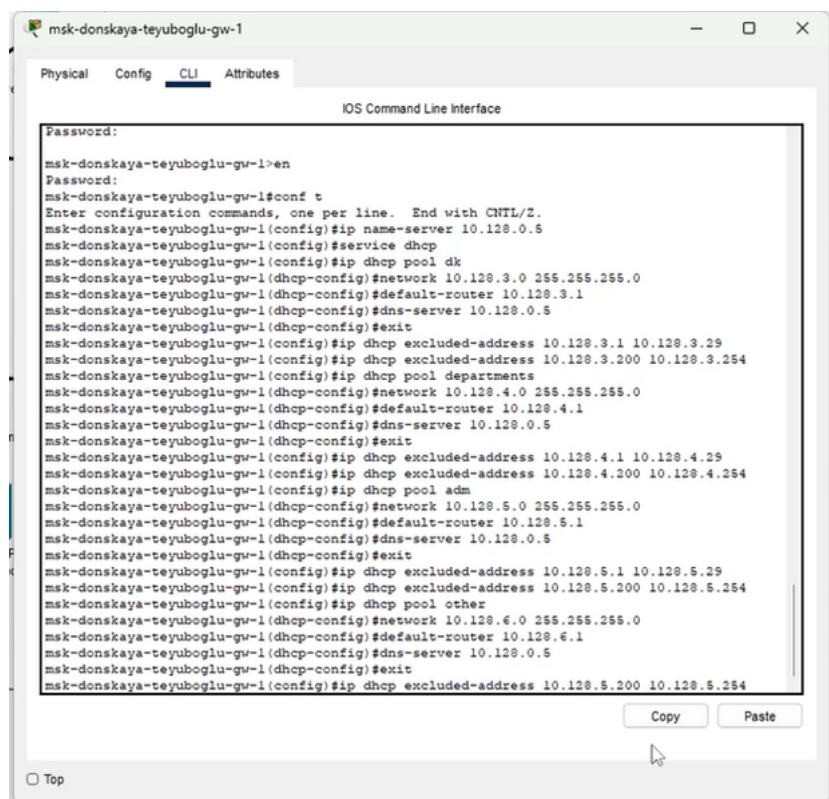 msk-donskaya-teyuboglu-gw-1
Physical Config CLI Attributes
IOS Command Line Interface
Password:
msk-donskaya-teyuboglu-gw-1>en
Password:
msk-donskaya-teyuboglu-gw-1#conf t
Enter configuration commands, one per line. End with CNTL/Z.
msk-donskaya-teyuboglu-gw-1(config)#ip name-server 10.128.0.5
msk-donskaya-teyuboglu-gw-1(config)#service dhcp
msk-donskaya-teyuboglu-gw-1(config)#ip dhcp pool dk
msk-donskaya-teyuboglu-gw-1(dhcp-config)#network 10.128.3.0 255.255.255.0
msk-donskaya-teyuboglu-gw-1(dhcp-config)#default-router 10.128.3.1
msk-donskaya-teyuboglu-gw-1(dhcp-config)#dns-server 10.128.0.5
msk-donskaya-teyuboglu-gw-1(dhcp-config)#exit
msk-donskaya-teyuboglu-gw-1(config)#ip dhcp excluded-address 10.128.3.1 10.128.3.29
msk-donskaya-teyuboglu-gw-1(config)#ip dhcp excluded-address 10.128.3.200 10.128.3.254
msk-donskaya-teyuboglu-gw-1(config)#ip dhcp pool departments
msk-donskaya-teyuboglu-gw-1(dhcp-config)#network 10.128.4.0 255.255.255.0
msk-donskaya-teyuboglu-gw-1(dhcp-config)#default-router 10.128.4.1
msk-donskaya-teyuboglu-gw-1(dhcp-config)#dns-server 10.128.0.5
msk-donskaya-teyuboglu-gw-1(dhcp-config)#exit
msk-donskaya-teyuboglu-gw-1(config)#ip dhcp excluded-address 10.128.4.1 10.128.4.29
msk-donskaya-teyuboglu-gw-1(config)#ip dhcp excluded-address 10.128.4.200 10.128.4.254
msk-donskaya-teyuboglu-gw-1(config)#ip dhcp pool adm
msk-donskaya-teyuboglu-gw-1(dhcp-config)#network 10.128.5.0 255.255.255.0
msk-donskaya-teyuboglu-gw-1(dhcp-config)#default-router 10.128.5.1
msk-donskaya-teyuboglu-gw-1(dhcp-config)#dns-server 10.128.0.5
msk-donskaya-teyuboglu-gw-1(dhcp-config)#exit
msk-donskaya-teyuboglu-gw-1(config)#ip dhcp excluded-address 10.128.5.1 10.128.5.29
msk-donskaya-teyuboglu-gw-1(config)#ip dhcp excluded-address 10.128.5.200 10.128.5.254
msk-donskaya-teyuboglu-gw-1(config)#ip dhcp pool other
msk-donskaya-teyuboglu-gw-1(dhcp-config)#network 10.128.6.0 255.255.255.0
msk-donskaya-teyuboglu-gw-1(dhcp-config)#default-router 10.128.6.1
msk-donskaya-teyuboglu-gw-1(dhcp-config)#dns-server 10.128.0.5
msk-donskaya-teyuboglu-gw-1(dhcp-config)#exit
msk-donskaya-teyuboglu-gw-1(config)#ip dhcp excluded-address 10.128.5.200 10.128.5.254
Copy Paste
Top